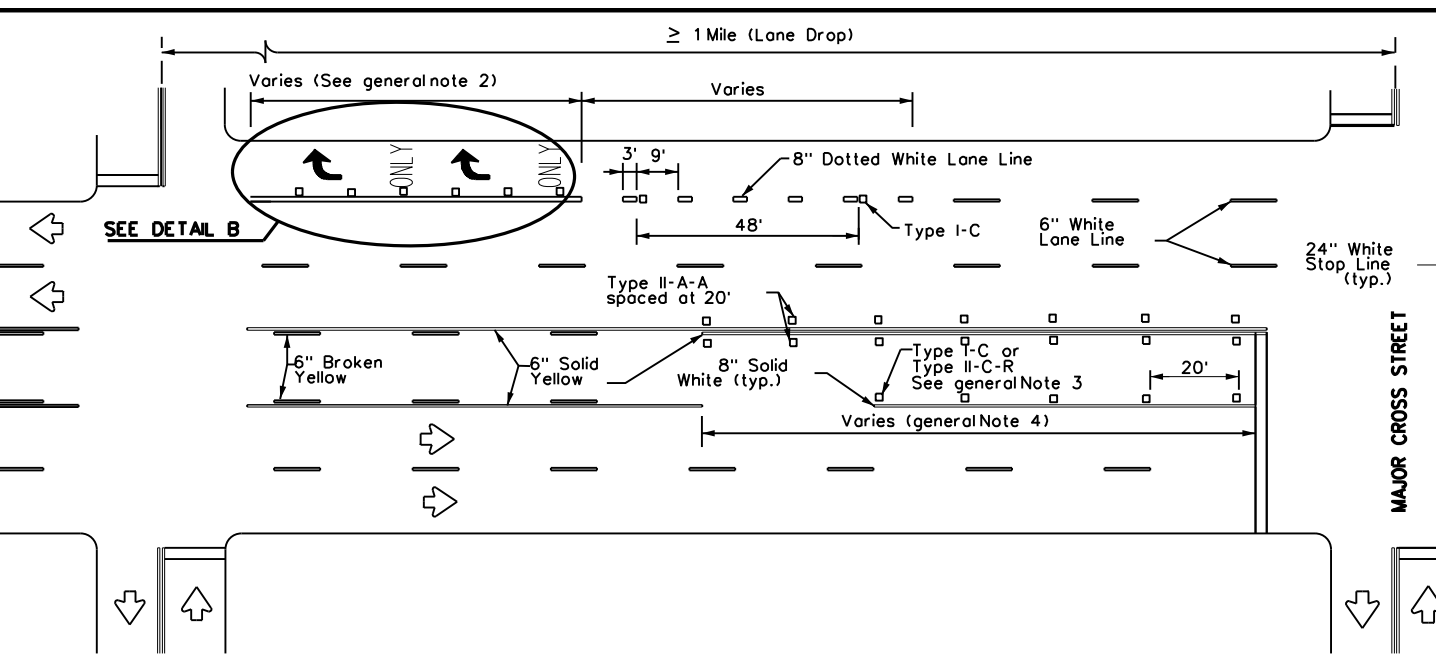 ≥ 1 Mile (Lane Drop)
Varies (See general note 2)
Varies
ONLY
ONLY
3' 9'
8" Dotted White Lane Line
SEE DETAIL B
48'
Type I-C
6" White
Lane Line
24" White
Stop Line
(typ.)
Type II-A-A
spaced at 20'
6" Broken
Yellow
6" Solid
Yellow
8" Solid
White (typ.)
Type I-C or
Type II-C-R
See general Note 3
20'
Varies (general Note 4)
MAJOR CROSS STREET